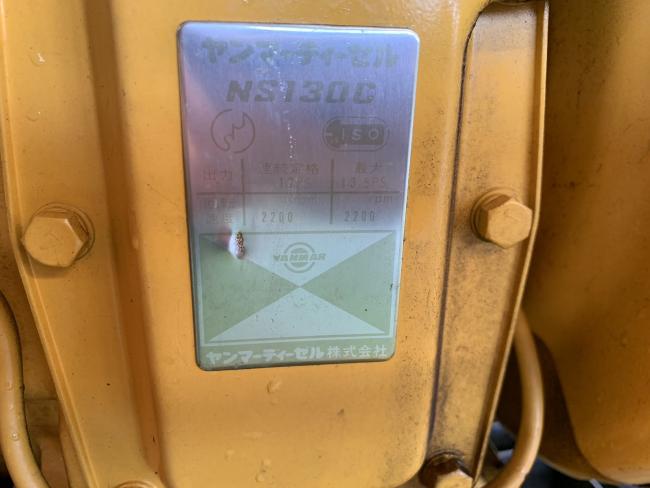 ヤンマーディーゼル
NS130C
ISO
連続定格 最大
出力 13.5PS
rpm
速度 2200 2200
YANMAR
ヤンマーディーゼル株式会社